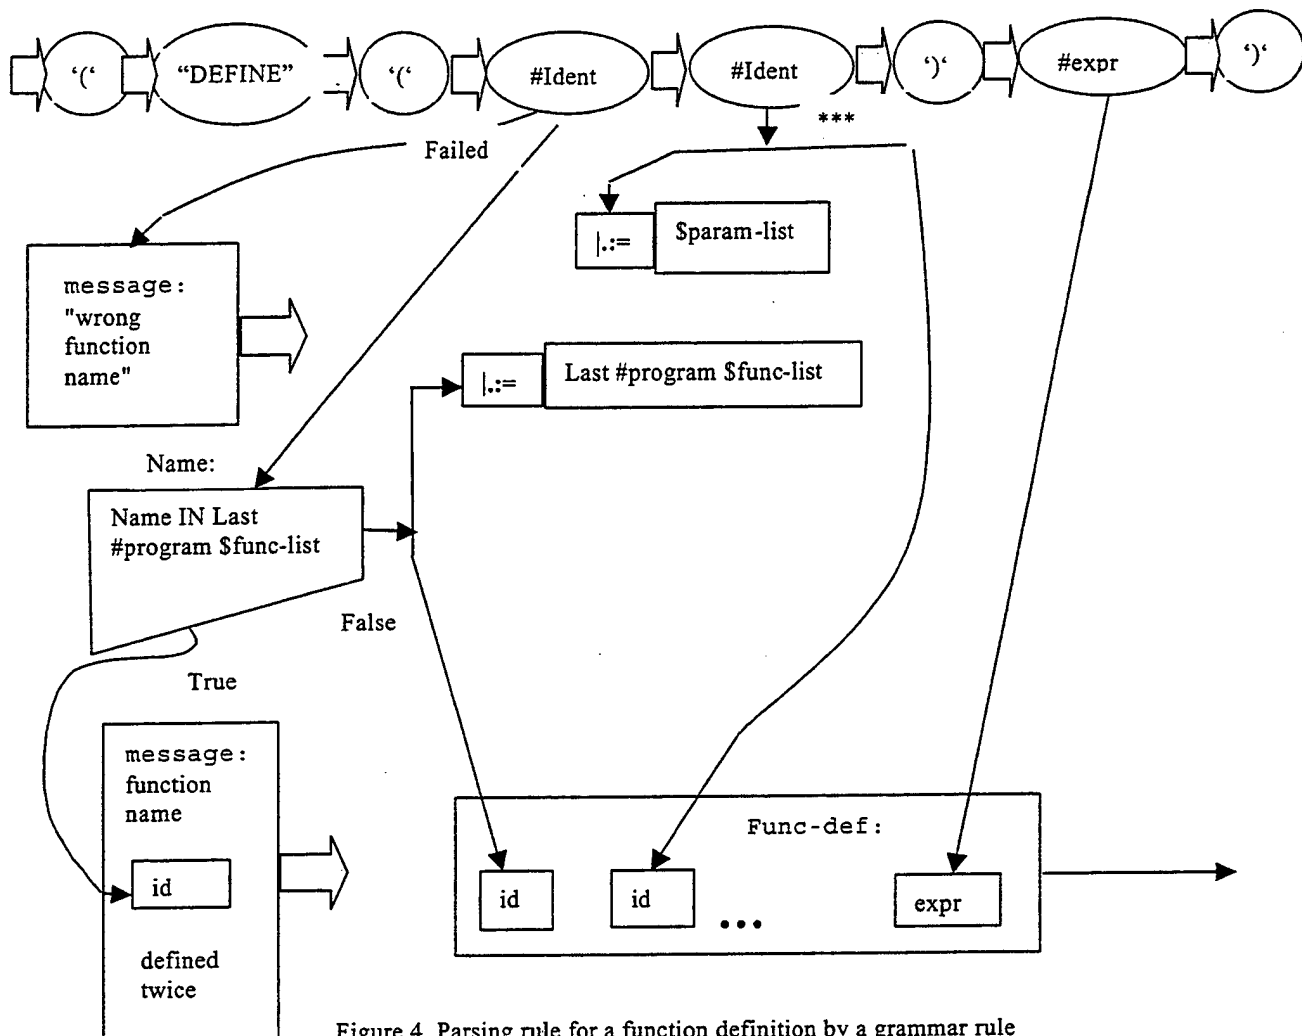 ‘(‘ “DEFINE” ‘(‘ #Ident #Ident ‘)‘ #expr ‘)‘
***
Failed
|.:= $param-list
message:
"wrong
function
name"
|.:= Last #program $func-list
Name:
Name IN Last
#program $func-list
False
True
message:
function
name
id
defined
twice
Func-def:
id id ... expr
Figure 4. Parsing rule for a function definition by a grammar rule